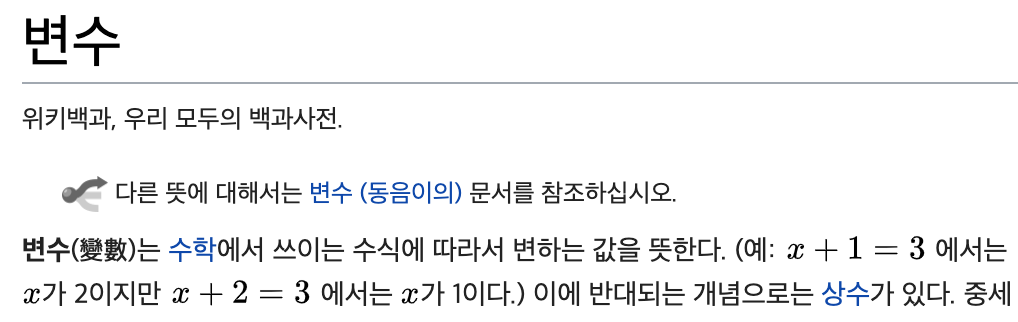 변수
위키백과, 우리 모두의 백과사전.
다른 뜻에 대해서는 변수 (동음이의) 문서를 참조하십시오.
변수(變數)는 수학에서 쓰이는 수식에 따라서 변하는 값을 뜻한다. (예: x + 1 = 3 에서는
x가 2이지만 x + 2 = 3 에서는 x가 1이다.) 이에 반대되는 개념으로는 상수가 있다. 중세